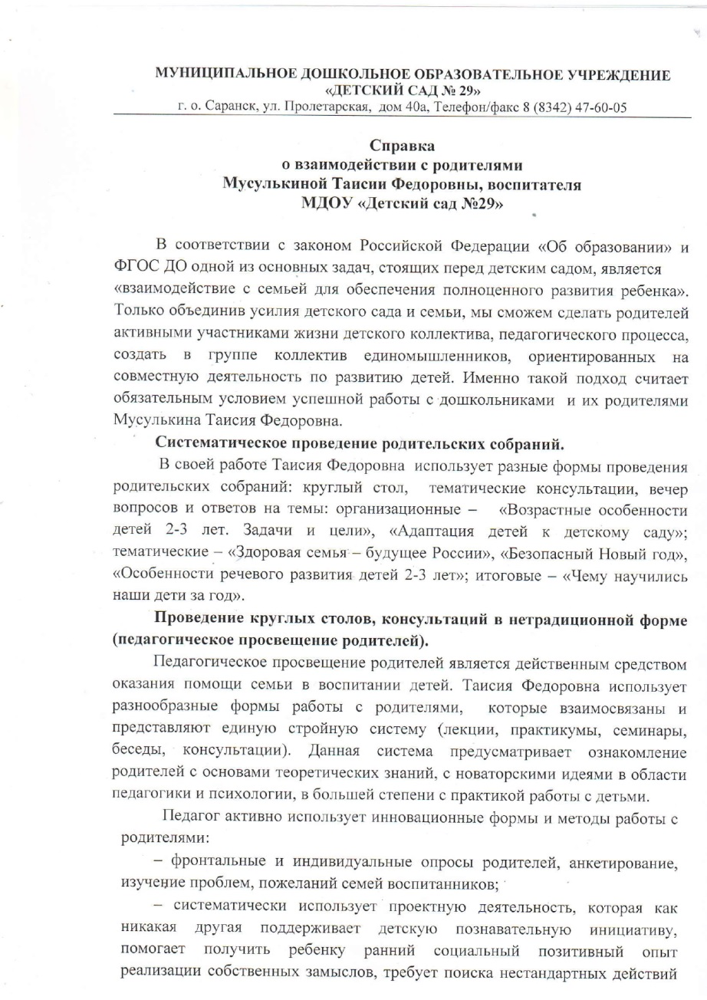 МУНИЦИПАЛЬНОЕ ДОШКОЛЬНОЕ ОБРАЗОВАТЕЛЬНОЕ УЧРЕЖДЕНИЕ
«ДЕТСКИЙ САД № 29»
г. о. Саранск, ул. Пролетарская, дом 40а, Телефон/факс 8 (8342) 47-60-05
Справка
о взаимодействии с родителями
Мусулькиной Таисии Федоровны, воспитателя
МДОУ «Детский сад №29»
В соответствии с законом Российской Федерации «Об образовании» и
ФГОС ДО одной из основных задач, стоящих перед детским садом, является
«взаимодействие с семьей для обеспечения полноценного развития ребенка».
Только объединив усилия детского сада и семьи, мы сможем сделать родителей
активными участниками жизни детского коллектива, педагогического процесса,
создать в группе коллектив единомышленников, ориентированных на
совместную деятельность по развитию детей. Именно такой подход считает
обязательным условием успешной работы с дошкольниками и их родителями
Мусулькина Таисия Федоровна.
Систематическое проведение родительских собраний.
В своей работе Таисия Федоровна использует разные формы проведения
родительских собраний: круглый стол, тематические консультации, вечер
вопросов и ответов на темы: организационные – «Возрастные особенности
детей 2-3 лет. Задачи и цели», «Адаптация детей к детскому саду»;
тематические – «Здоровая семья – будущее России», «Безопасный Новый год»,
«Особенности речевого развития детей 2-3 лет»; итоговые – «Чему научились
наши дети за год».
Проведение круглых столов, консультаций в нетрадиционной форме
(педагогическое просвещение родителей).
Педагогическое просвещение родителей является действенным средством
оказания помощи семьи в воспитании детей. Таисия Федоровна использует
разнообразные формы работы с родителями, которые взаимосвязаны и
представляют единую стройную систему (лекции, практикумы, семинары,
беседы, консультации). Данная система предусматривает ознакомление
родителей с основами теоретических знаний, с новаторскими идеями в области
педагогики и психологии, в большей степени с практикой работы с детьми.
Педагог активно использует инновационные формы и методы работы с
родителями:
– фронтальные и индивидуальные опросы родителей, анкетирование,
изучение проблем, пожеланий семей воспитанников;
– систематически использует проектную деятельность, которая как
никакая другая поддерживает детскую познавательную инициативу,
помогает получить ребенку ранний социальный позитивный опыт
реализации собственных замыслов, требует поиска нестандартных действий